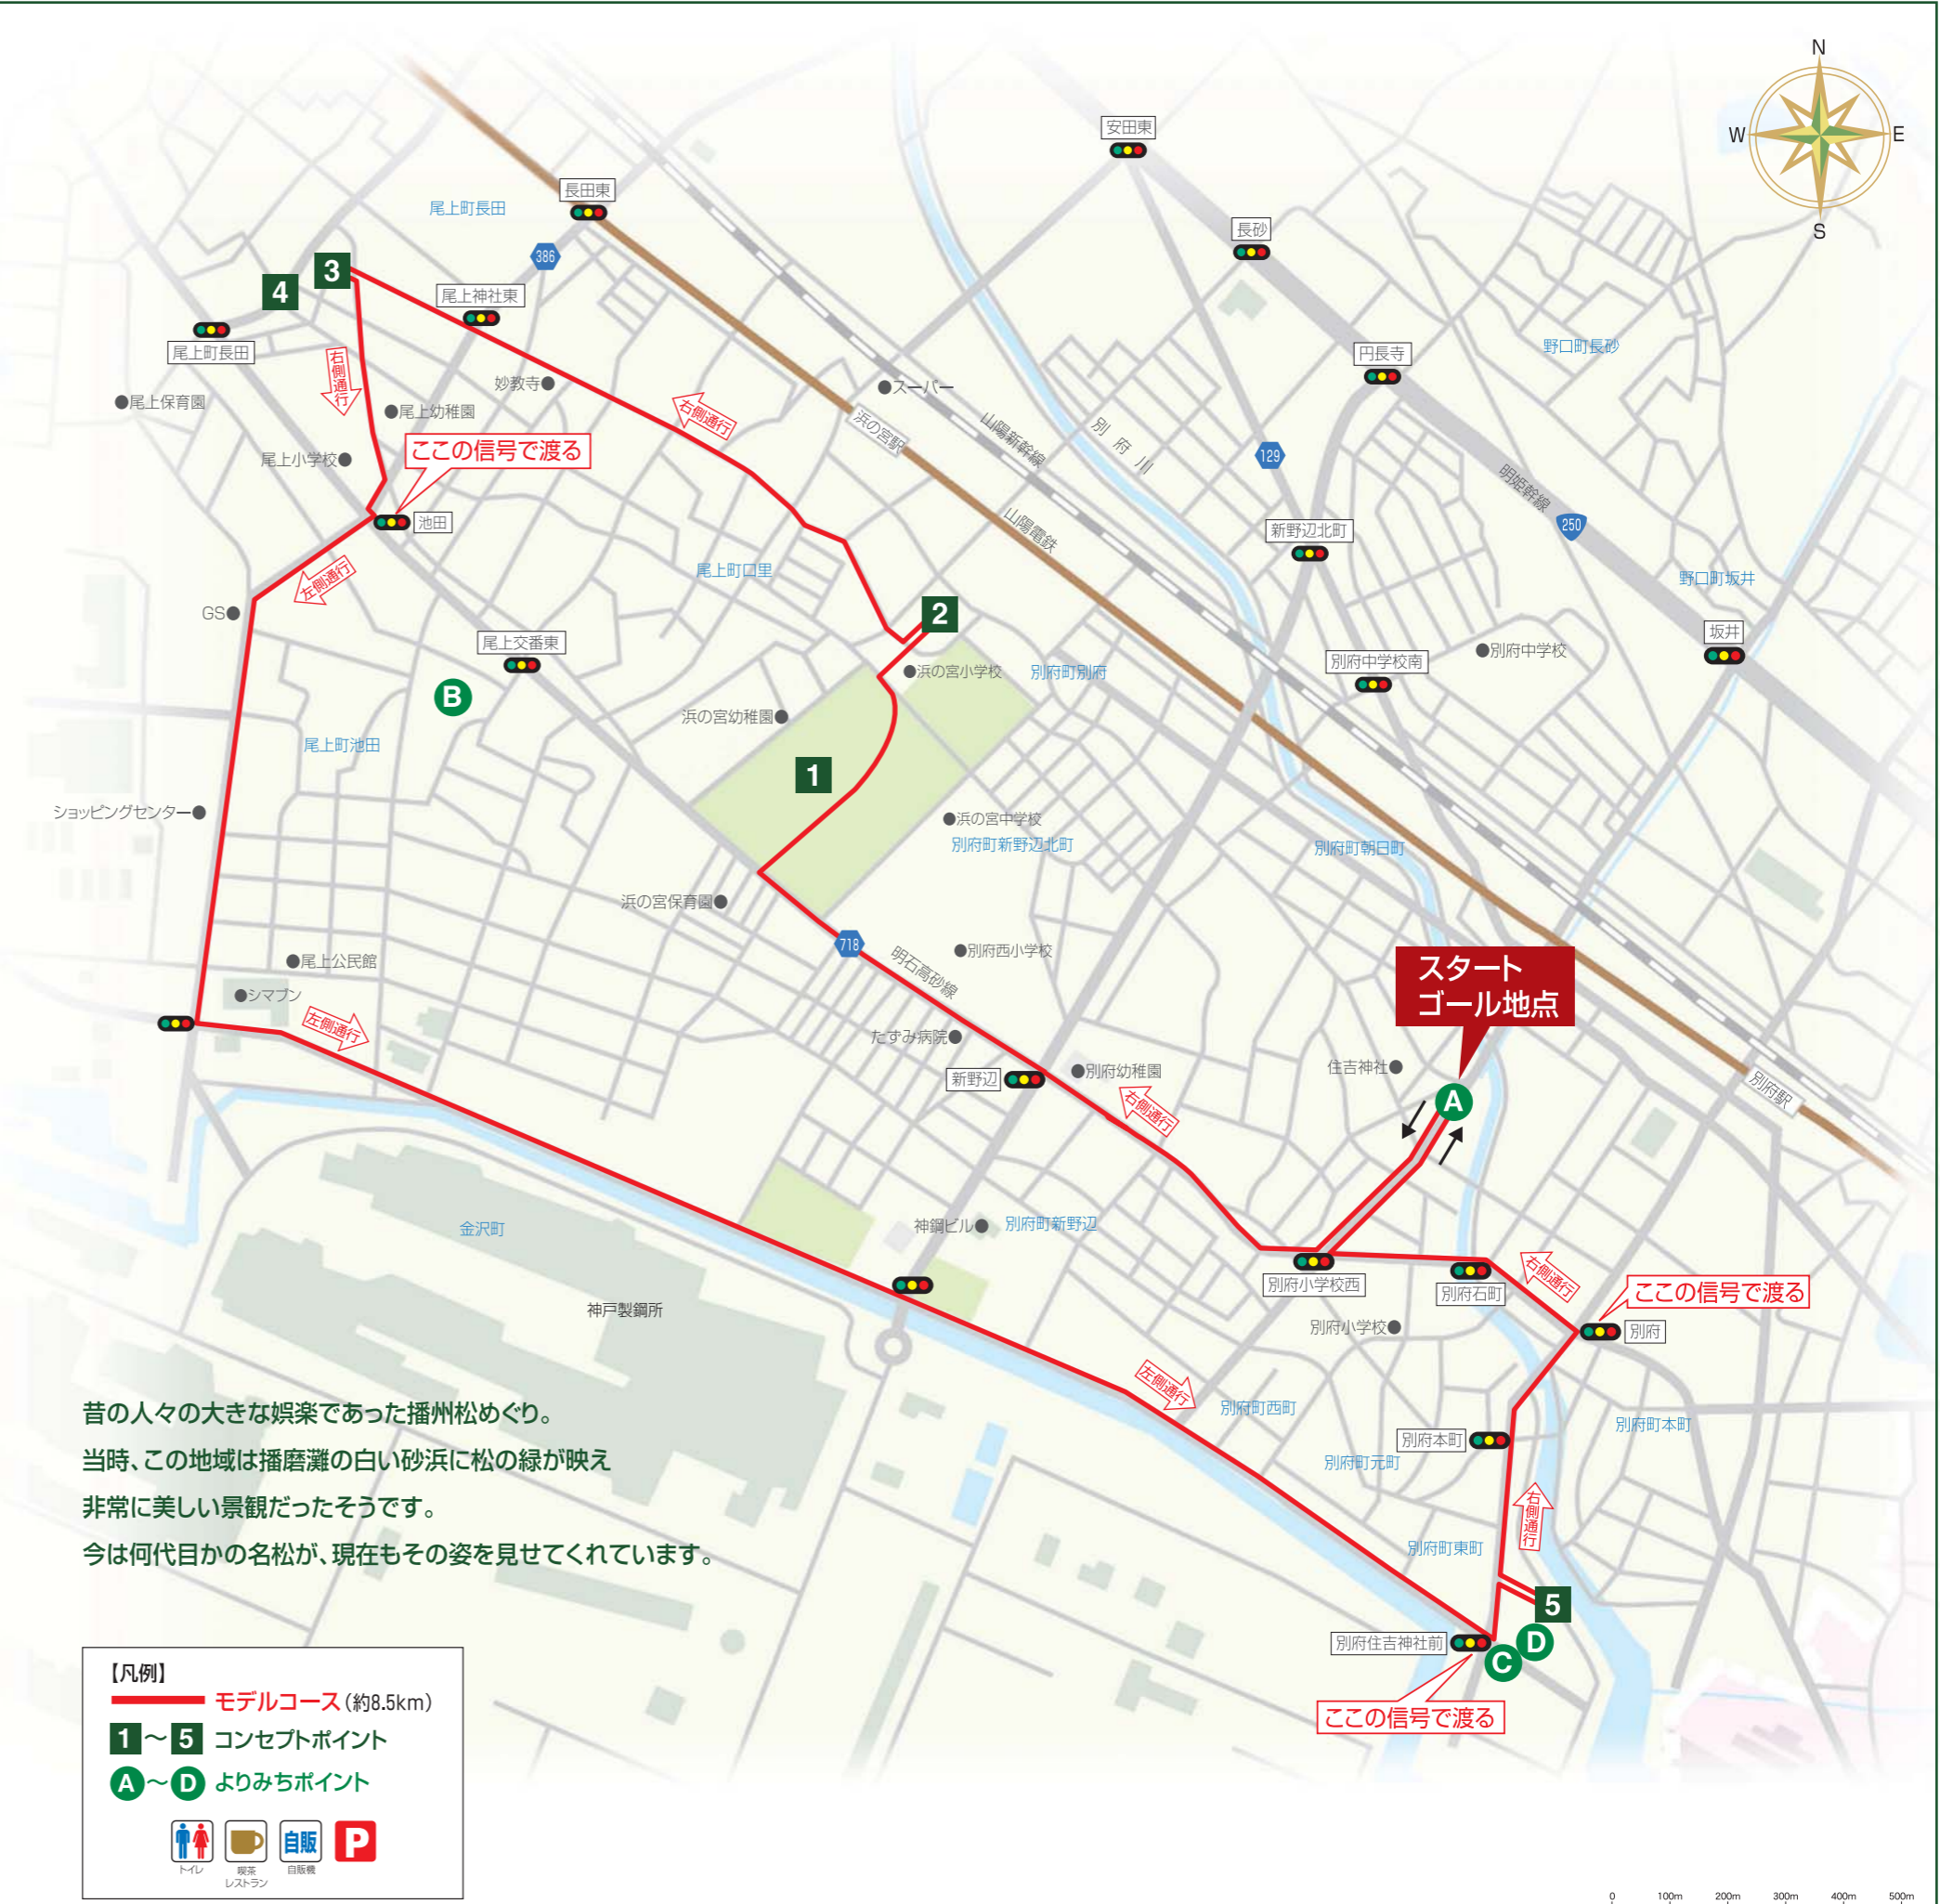 N
W
E
S
安田東
長田東
尾上町長田
長砂
386
3
4
尾上神社東
尾上町長田
円長寺
野口町長砂
右側通行
妙教寺
スーパー
尾上保育園
尾上幼稚園
右側通行
浜の宮駅
山陽新幹線
別府川
ここの信号で渡る
尾上小学校
129
明姫幹線
250
池田
山陽電鉄
新野辺北町
左側通行
尾上町口里
野口町坂井
GS
2
尾上交番東
坂井
別府中学校
別府中学校南
浜の宮小学校
別府町別府
B
浜の宮幼稚園
尾上町池田
1
ショッピングセンター
浜の宮中学校
別府町新野辺北町
別府町朝日町
浜の宮保育園
718
明石高砂線
別府西小学校
尾上公民館
スタート
ゴール地点
シマブン
左側通行
たずみ病院
新野辺
別府幼稚園
住吉神社
別府駅
右側通行
A
金沢町
神鋼ビル
別府町新野辺
別府小学校西
別府石町
右側通行
ここの信号で渡る
神戸製鋼所
別府小学校
別府
左側通行
別府町西町
別府町本町
別府本町
別府町元町
右側通行
別府町東町
5
別府住吉神社前
D
C
ここの信号で渡る
昔の人々の大きな娯楽であった播州松めぐり。
当時、この地域は播磨灘の白い砂浜に松の緑が映え
非常に美しい景観だったそうです。
今は何代目かの名松が、現在もその姿を見せてくれています。
【凡例】
モデルコース(約8.5km)
1～5 コンセプトポイント
A～D よりみちポイント
自販 P
トイレ 喫茶 自販機
レストラン
0 100m 200m 300m 400m 500m